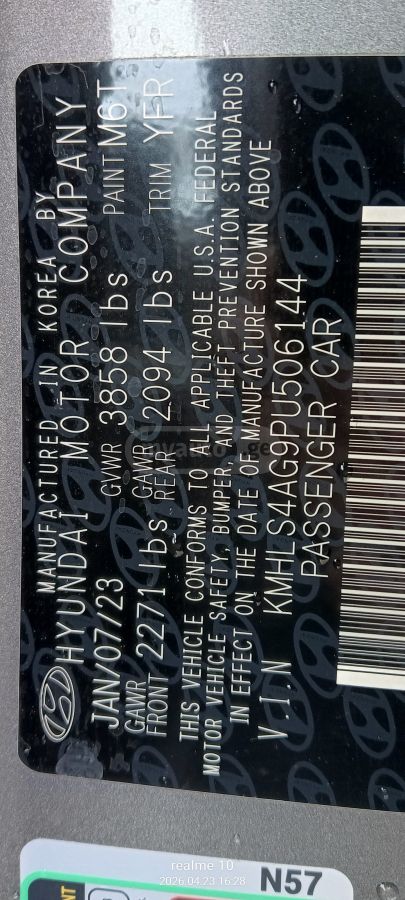 MANUFACTURED IN KOREA BY
HYUNDAI MOTOR COMPANY
JAN/07/23 GVWR 3858 lbs PAINT M6T
GAWR FRONT 2271 lbs GAWR REAR 2094 lbs TRIM YFR
THIS VEHICLE CONFORMS TO ALL APPLICABLE U.S.A. FEDERAL
MOTOR VEHICLE SAFETY, BUMPER, AND THEFT PREVENTION STANDARDS
IN EFFECT ON THE DATE OF MANUFACTURE SHOWN ABOVE
V.I.N KMHLS4AG9PU506144
PASSENGER CAR
N57
realme 10
2026.04.23 16:28